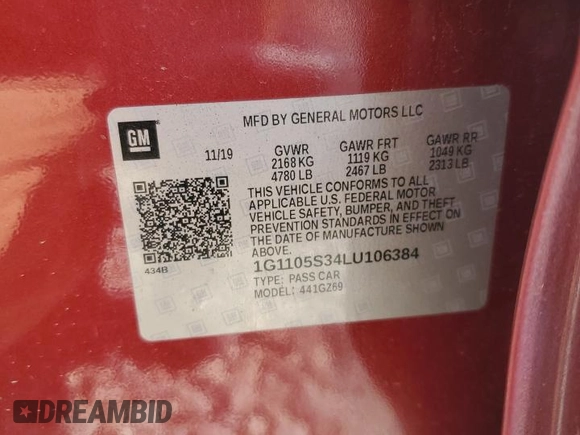 MFD BY GENERAL MOTORS LLC
GM
11/19 GVWR GAWR FRT GAWR RR
2168 KG 1119 KG 1049 KG
4780 LB 2467 LB 2313 LB
THIS VEHICLE CONFORMS TO ALL
APPLICABLE U.S. FEDERAL MOTOR
VEHICLE SAFETY, BUMPER, AND THEFT
PREVENTION STANDARDS IN EFFECT ON
THE DATE OF MANUFACTURE SHOWN
ABOVE.
434B
1G1105S34LU106384
TYPE: PASS CAR
MODEL: 441GZ69
DREAMBID